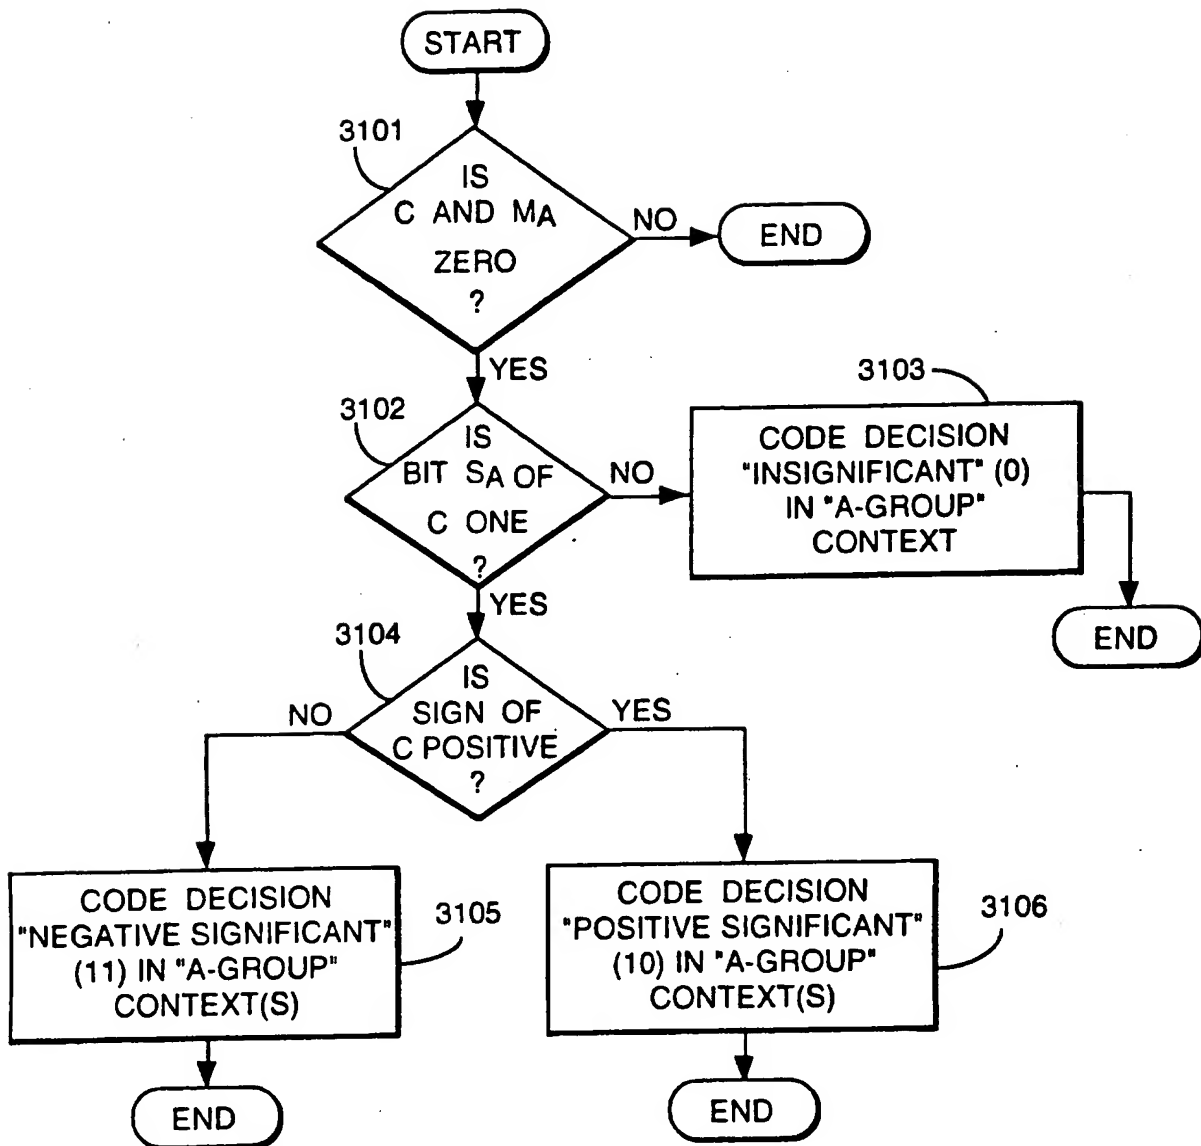 START
3101
IS
C AND MA
ZERO
?
NO
END
YES
3102
IS
BIT SA OF
C ONE
?
NO
3103
CODE DECISION
"INSIGNIFICANT" (0)
IN "A-GROUP"
CONTEXT
END
YES
3104
IS
SIGN OF
C POSITIVE
?
NO
YES
CODE DECISION
"NEGATIVE SIGNIFICANT"
(11) IN "A-GROUP"
CONTEXT(S)
3105
END
CODE DECISION
"POSITIVE SIGNIFICANT"
(10) IN "A-GROUP"
CONTEXT(S)
3106
END